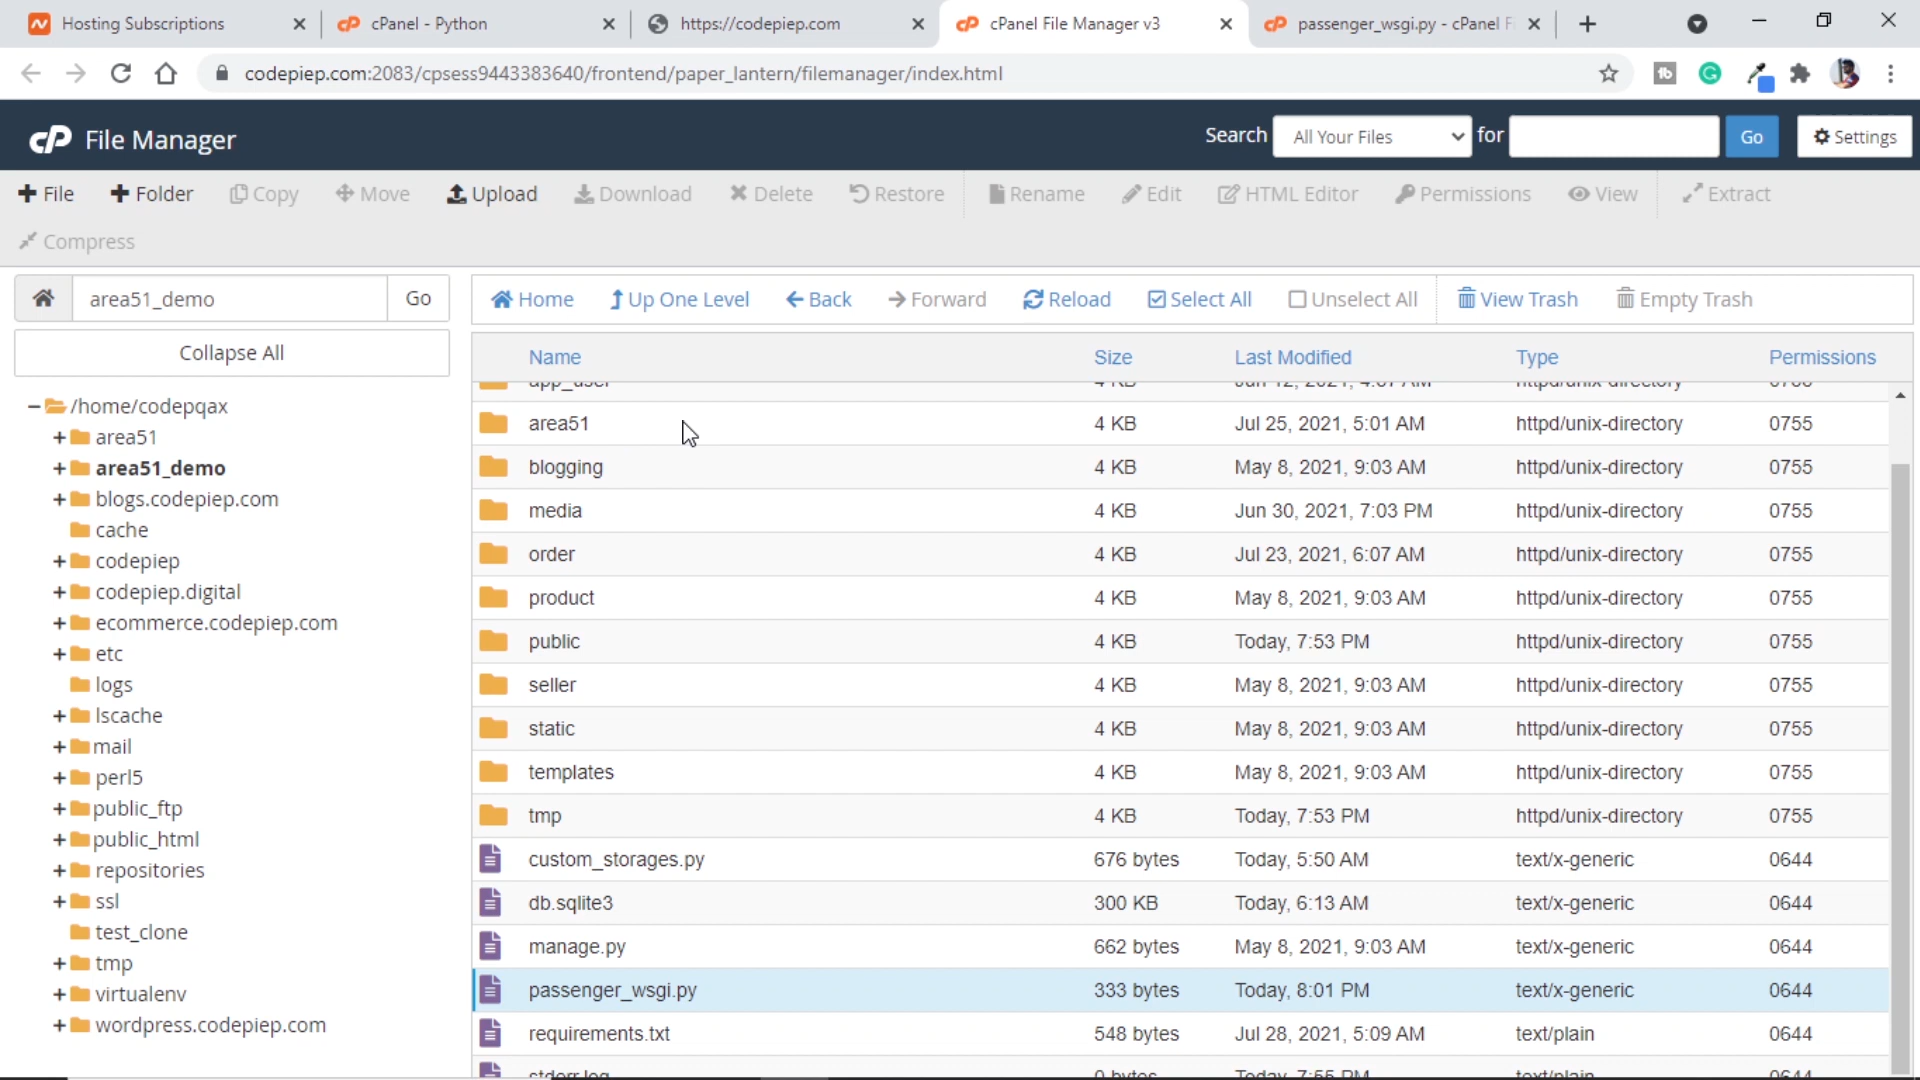 Hosting Subscriptions
cPanel - Python
https://codepiep.com
cPanel File Manager v3
passenger_wsgi.py - cPanel F
codepiep.com:2083/cpsess9443383640/frontend/paper_lantern/filemanager/index.html
cP File Manager
Search All Your Files for Go Settings
File Folder Copy Move Upload Download Delete Restore Rename Edit HTML Editor Permissions View Extract
Compress
area51_demo Go
Home Up One Level Back Forward Reload Select All Unselect All View Trash Empty Trash
Collapse All
/home/codepqax
area51
area51_demo
blogs.codepiep.com
cache
codepiep
codepiep.digital
ecommerce.codepiep.com
etc
logs
lscache
mail
perl5
public_ftp
public_html
repositories
ssl
test_clone
tmp
virtualenv
wordpress.codepiep.com
Name Size Last Modified Type Permissions
area51 4 KB Jul 25, 2021, 5:01 AM httpd/unix-directory 0755
blogging 4 KB May 8, 2021, 9:03 AM httpd/unix-directory 0755
media 4 KB Jun 30, 2021, 7:03 PM httpd/unix-directory 0755
order 4 KB Jul 23, 2021, 6:07 AM httpd/unix-directory 0755
product 4 KB May 8, 2021, 9:03 AM httpd/unix-directory 0755
public 4 KB Today, 7:53 PM httpd/unix-directory 0755
seller 4 KB May 8, 2021, 9:03 AM httpd/unix-directory 0755
static 4 KB May 8, 2021, 9:03 AM httpd/unix-directory 0755
templates 4 KB May 8, 2021, 9:03 AM httpd/unix-directory 0755
tmp 4 KB Today, 7:53 PM httpd/unix-directory 0755
custom_storages.py 676 bytes Today, 5:50 AM text/x-generic 0644
db.sqlite3 300 KB Today, 6:13 AM text/x-generic 0644
manage.py 662 bytes May 8, 2021, 9:03 AM text/x-generic 0644
passenger_wsgi.py 333 bytes Today, 8:01 PM text/x-generic 0644
requirements.txt 548 bytes Jul 28, 2021, 5:09 AM text/plain 0644
stderr.log 0 bytes Today, 7:55 PM text/plain 0644